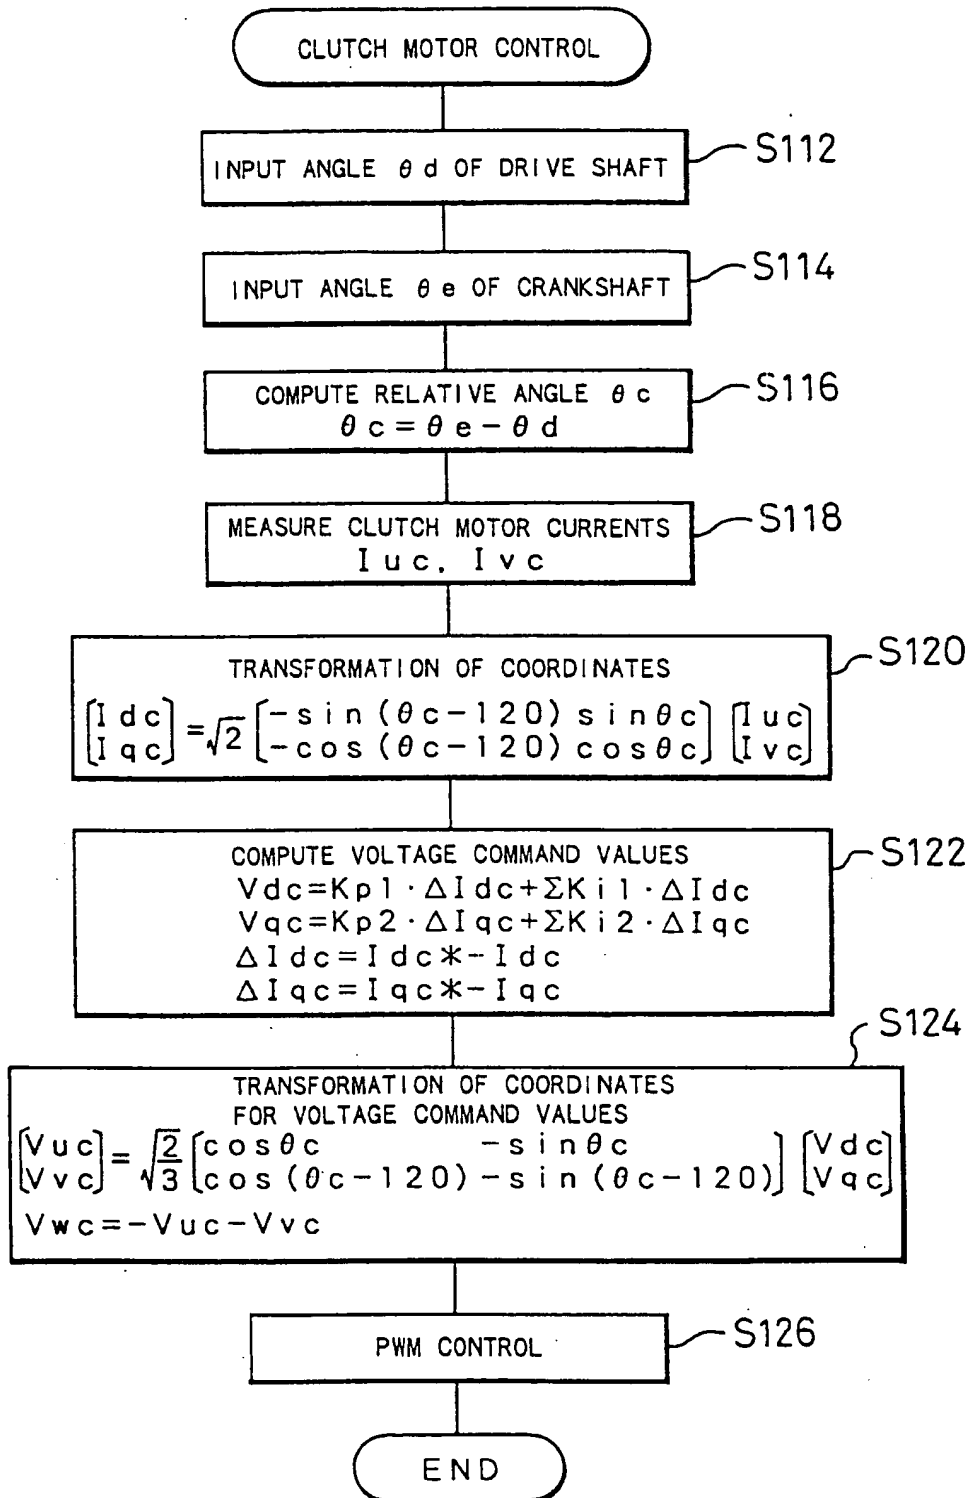 CLUTCH MOTOR CONTROL
INPUT ANGLE θd OF DRIVE SHAFT
S112
INPUT ANGLE θe OF CRANKSHAFT
S114
COMPUTE RELATIVE ANGLE θc
θc=θe-θd
S116
MEASURE CLUTCH MOTOR CURRENTS
Iuc, Ivc
S118
TRANSFORMATION OF COORDINATES
[Idc] =√2 [-sin(θc-120) sinθc] [Iuc]
[Iqc] [-cos(θc-120) cosθc] [Ivc]
S120
COMPUTE VOLTAGE COMMAND VALUES
Vdc=Kp1·ΔIdc+ΣKi1·ΔIdc
Vqc=Kp2·ΔIqc+ΣKi2·ΔIqc
ΔIdc=Idc*-Idc
ΔIqc=Iqc*-Iqc
S122
TRANSFORMATION OF COORDINATES
FOR VOLTAGE COMMAND VALUES
[Vuc] = √2/3 [cosθc -sinθc] [Vdc]
[Vvc] [cos(θc-120)-sin(θc-120)] [Vqc]
Vwc=-Vuc-Vvc
S124
PWM CONTROL
S126
END